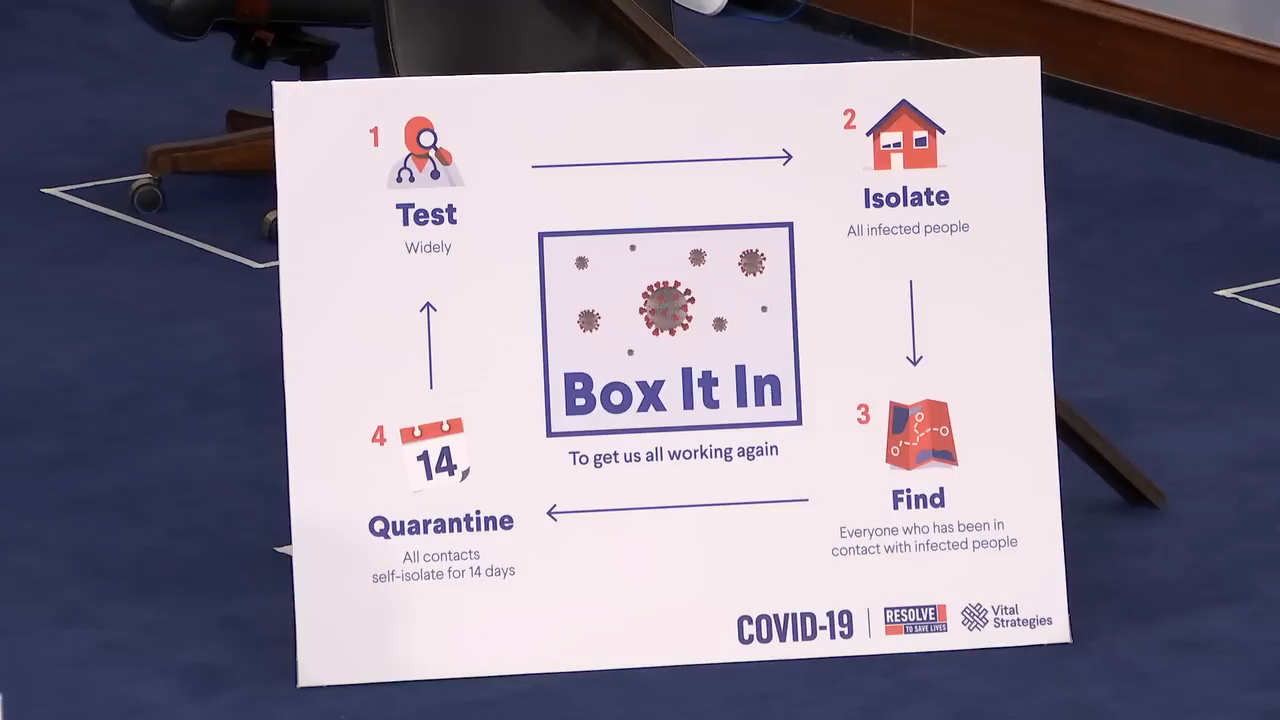 1
Test
Widely
2
Isolate
All infected people
Box It In
To get us all working again
3
Find
Everyone who has been in
contact with infected people
4
14
Quarantine
All contacts
self-isolate for 14 days
COVID-19
RESOLVE
TO SAVE LIVES
Vital
Strategies